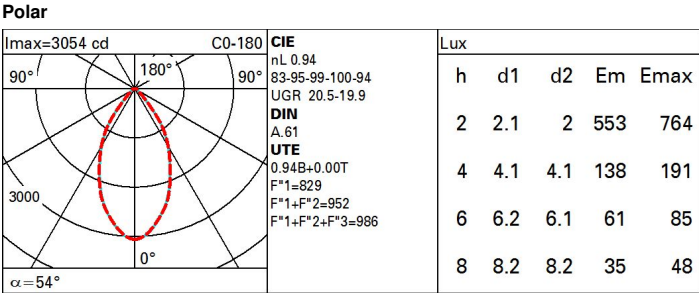 Polar
Imax=3054 cd C0-180
90° 180° 90°
3000
0°
α=54°
CIE
nL 0.94
83-95-99-100-94
UGR 20.5-19.9
DIN
A.61
UTE
0.94B+0.00T
F"1=829
F"1+F"2=952
F"1+F"2+F"3=986
Lux
h d1 d2 Em Emax
2 2.1 2 553 764
4 4.1 4.1 138 191
6 6.2 6.1 61 85
8 8.2 8.2 35 48